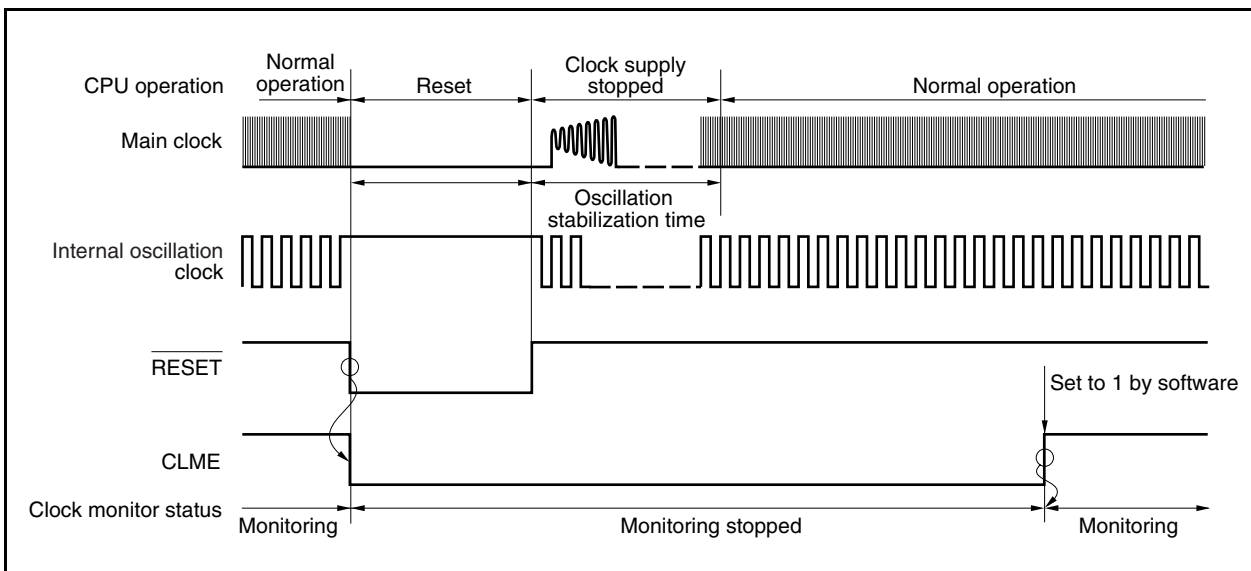 Normal
operation
Clock supply
stopped
CPU operation
Reset
Normal operation
Main clock
Oscillation
stabilization time
Internal oscillation
clock
RESET
Set to 1 by software
CLME
Clock monitor status
Monitoring
Monitoring stopped
Monitoring